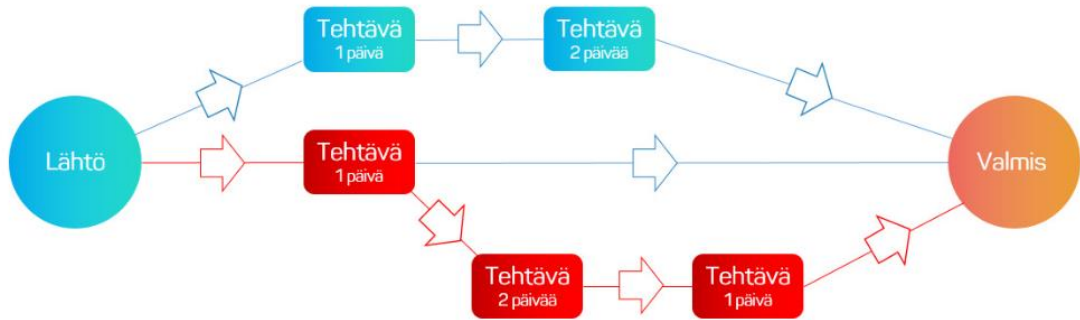 Tehtävä
1 päivä
Tehtävä
2 päivää
Lähtö
Tehtävä
1 päivä
Valmis
Tehtävä
2 päivää
Tehtävä
1 päivä